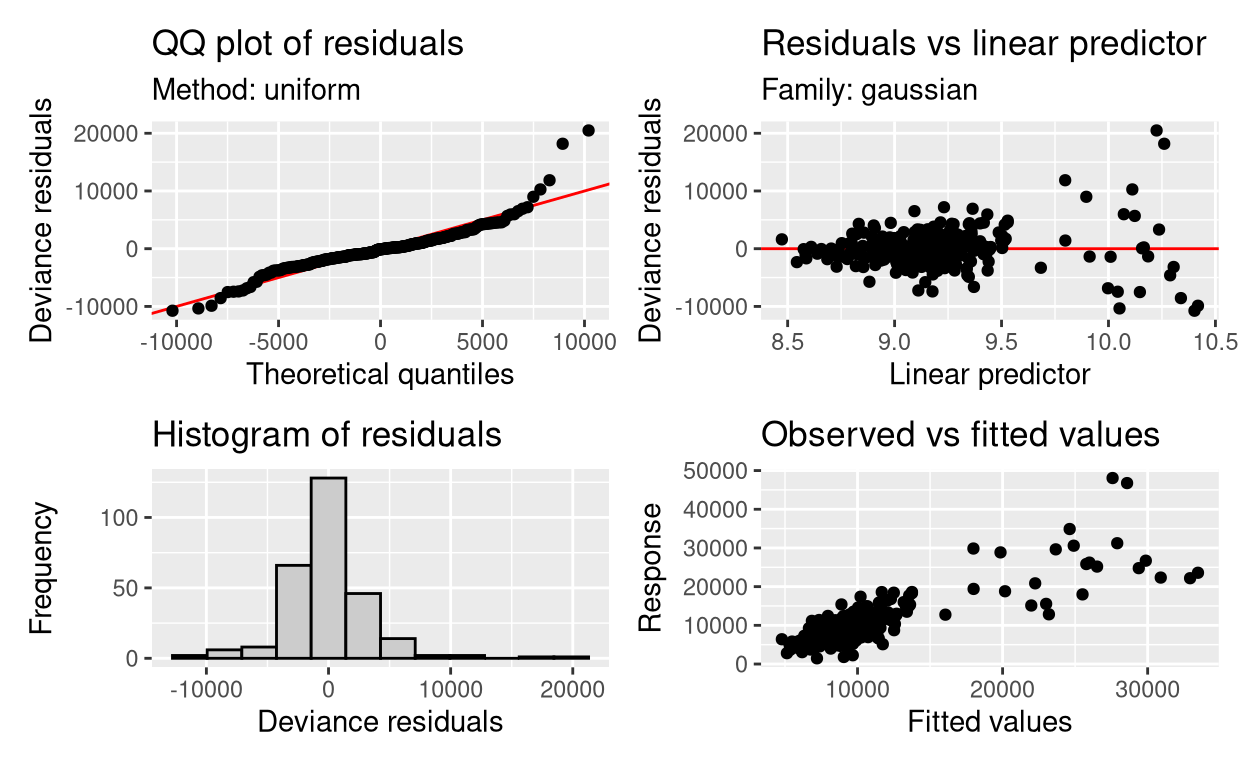 QQ plot of residuals
Method: uniform
Deviance residuals
20000
10000
0
-10000
-10000
-5000
0
5000
10000
Theoretical quantiles
Residuals vs linear predictor
Family: gaussian
Deviance residuals
20000
10000
0
-10000
8.5
9.0
9.5
10.0
10.5
Linear predictor
Histogram of residuals
Frequency
100
50
0
-10000
0
10000
20000
Deviance residuals
Observed vs fitted values
Response
50000
40000
30000
20000
10000
0
10000
20000
30000
Fitted values